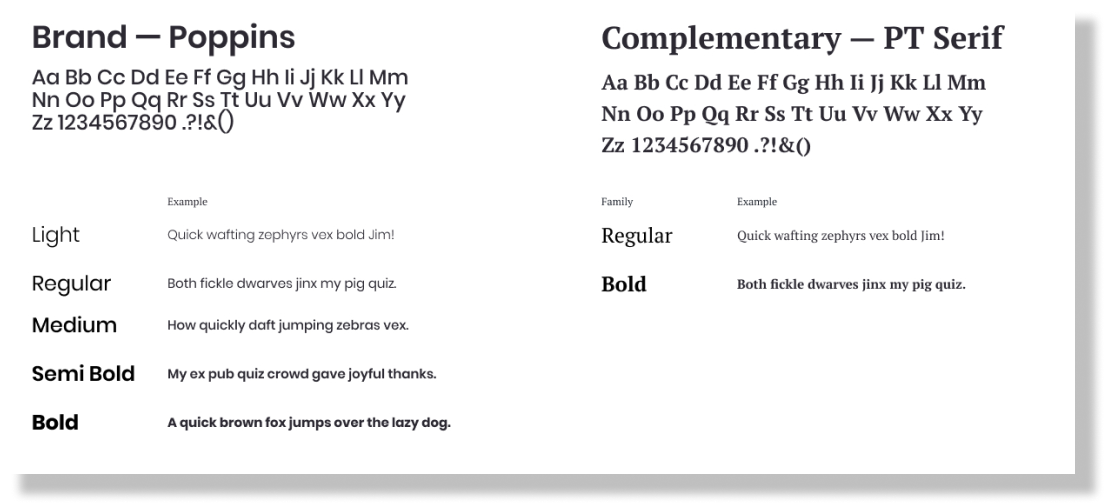 Brand — Poppins
Aa Bb Cc Dd Ee Ff Gg Hh Ii Jj Kk Ll Mm
Nn Oo Pp Qq Rr Ss Tt Uu Vv Ww Xx Yy
Zz 1234567890 .?!&()
Example
Light Quick wafting zephyrs vex bold Jim!
Regular Both fickle dwarves jinx my pig quiz.
Medium How quickly daft jumping zebras vex.
Semi Bold My ex pub quiz crowd gave joyful thanks.
Bold A quick brown fox jumps over the lazy dog.
Complementary — PT Serif
Aa Bb Cc Dd Ee Ff Gg Hh Ii Jj Kk Ll Mm
Nn Oo Pp Qq Rr Ss Tt Uu Vv Ww Xx Yy
Zz 1234567890 .?!&()
Family Example
Regular Quick wafting zephyrs vex bold Jim!
Bold Both fickle dwarves jinx my pig quiz.